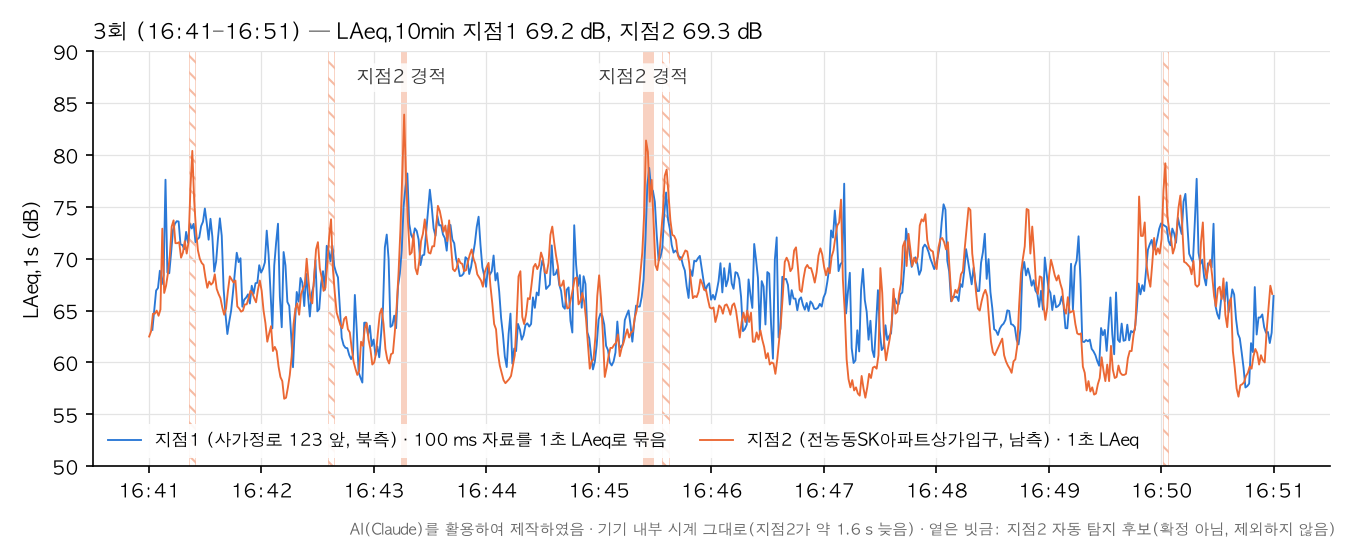 3회 (16:41–16:51) — LAeq,10min 지점1 69.2 dB, 지점2 69.3 dB
LAeq,1s (dB)
90
85
80
75
70
65
60
55
50
지점2 경적
지점2 경적
지점1 (사가정로 123 앞, 북측) · 100 ms 자료를 1초 LAeq로 묶음
지점2 (전농동SK아파트상가입구, 남측) · 1초 LAeq
16:41
16:42
16:43
16:44
16:45
16:46
16:47
16:48
16:49
16:50
16:51
AI(Claude)를 활용하여 제작하였음 · 기기 내부 시계 그대로(지점2가 약 1.6 s 늦음) · 옅은 빗금: 지점2 자동 탐지 후보(확정 아님, 제외하지 않음)